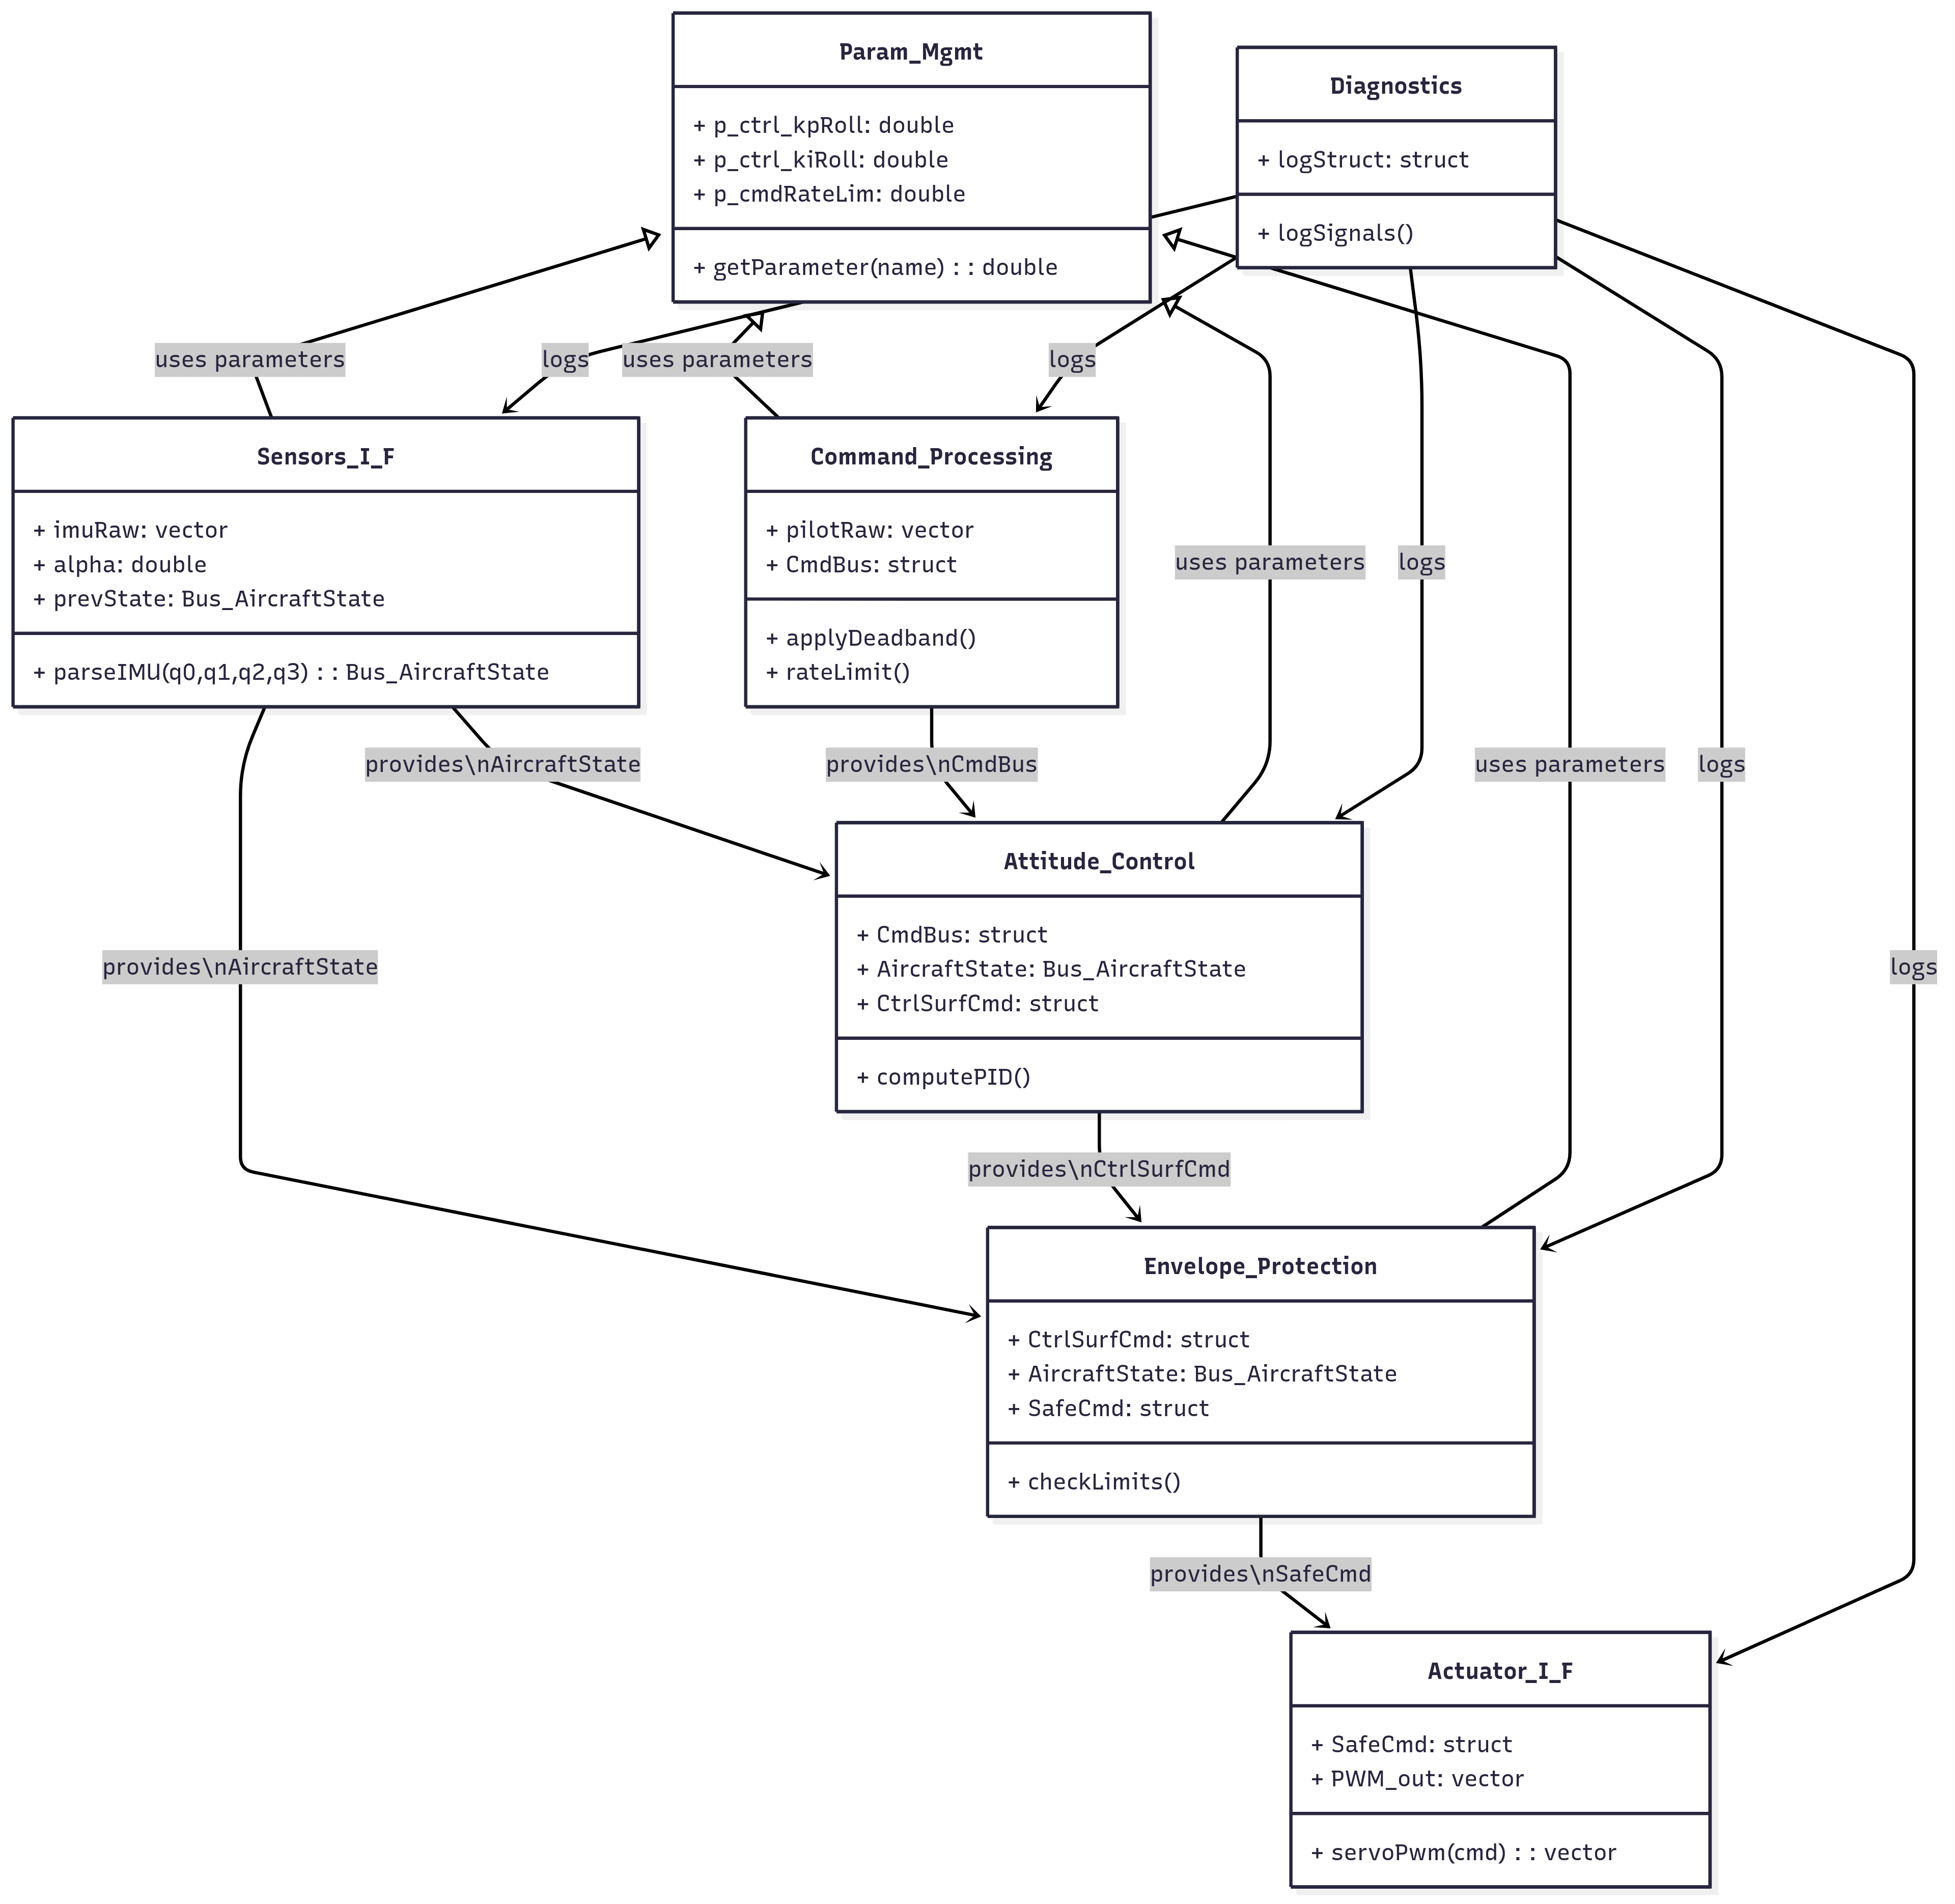 Param_Mgmt
+ p_ctrl_kpRoll: double
+ p_ctrl_kiRoll: double
+ p_cmdRateLim: double
+ getParameter(name) : : double
Diagnostics
+ logStruct: struct
+ logSignals()
uses parameters
logs
uses parameters
logs
Sensors_I_F
+ imuRaw: vector
+ alpha: double
+ prevState: Bus_AircraftState
+ parseIMU(q0,q1,q2,q3) : : Bus_AircraftState
Command_Processing
+ pilotRaw: vector
+ CmdBus: struct
+ applyDeadband()
+ rateLimit()
uses parameters
logs
provides\nAircraftState
provides\nCmdBus
uses parameters
logs
Attitude_Control
+ CmdBus: struct
+ AircraftState: Bus_AircraftState
+ CtrlSurfCmd: struct
+ computePID()
provides\nAircraftState
logs
provides\nCtrlSurfCmd
Envelope_Protection
+ CtrlSurfCmd: struct
+ AircraftState: Bus_AircraftState
+ SafeCmd: struct
+ checkLimits()
provides\nSafeCmd
Actuator_I_F
+ SafeCmd: struct
+ PWM_out: vector
+ servoPwm(cmd) : : vector